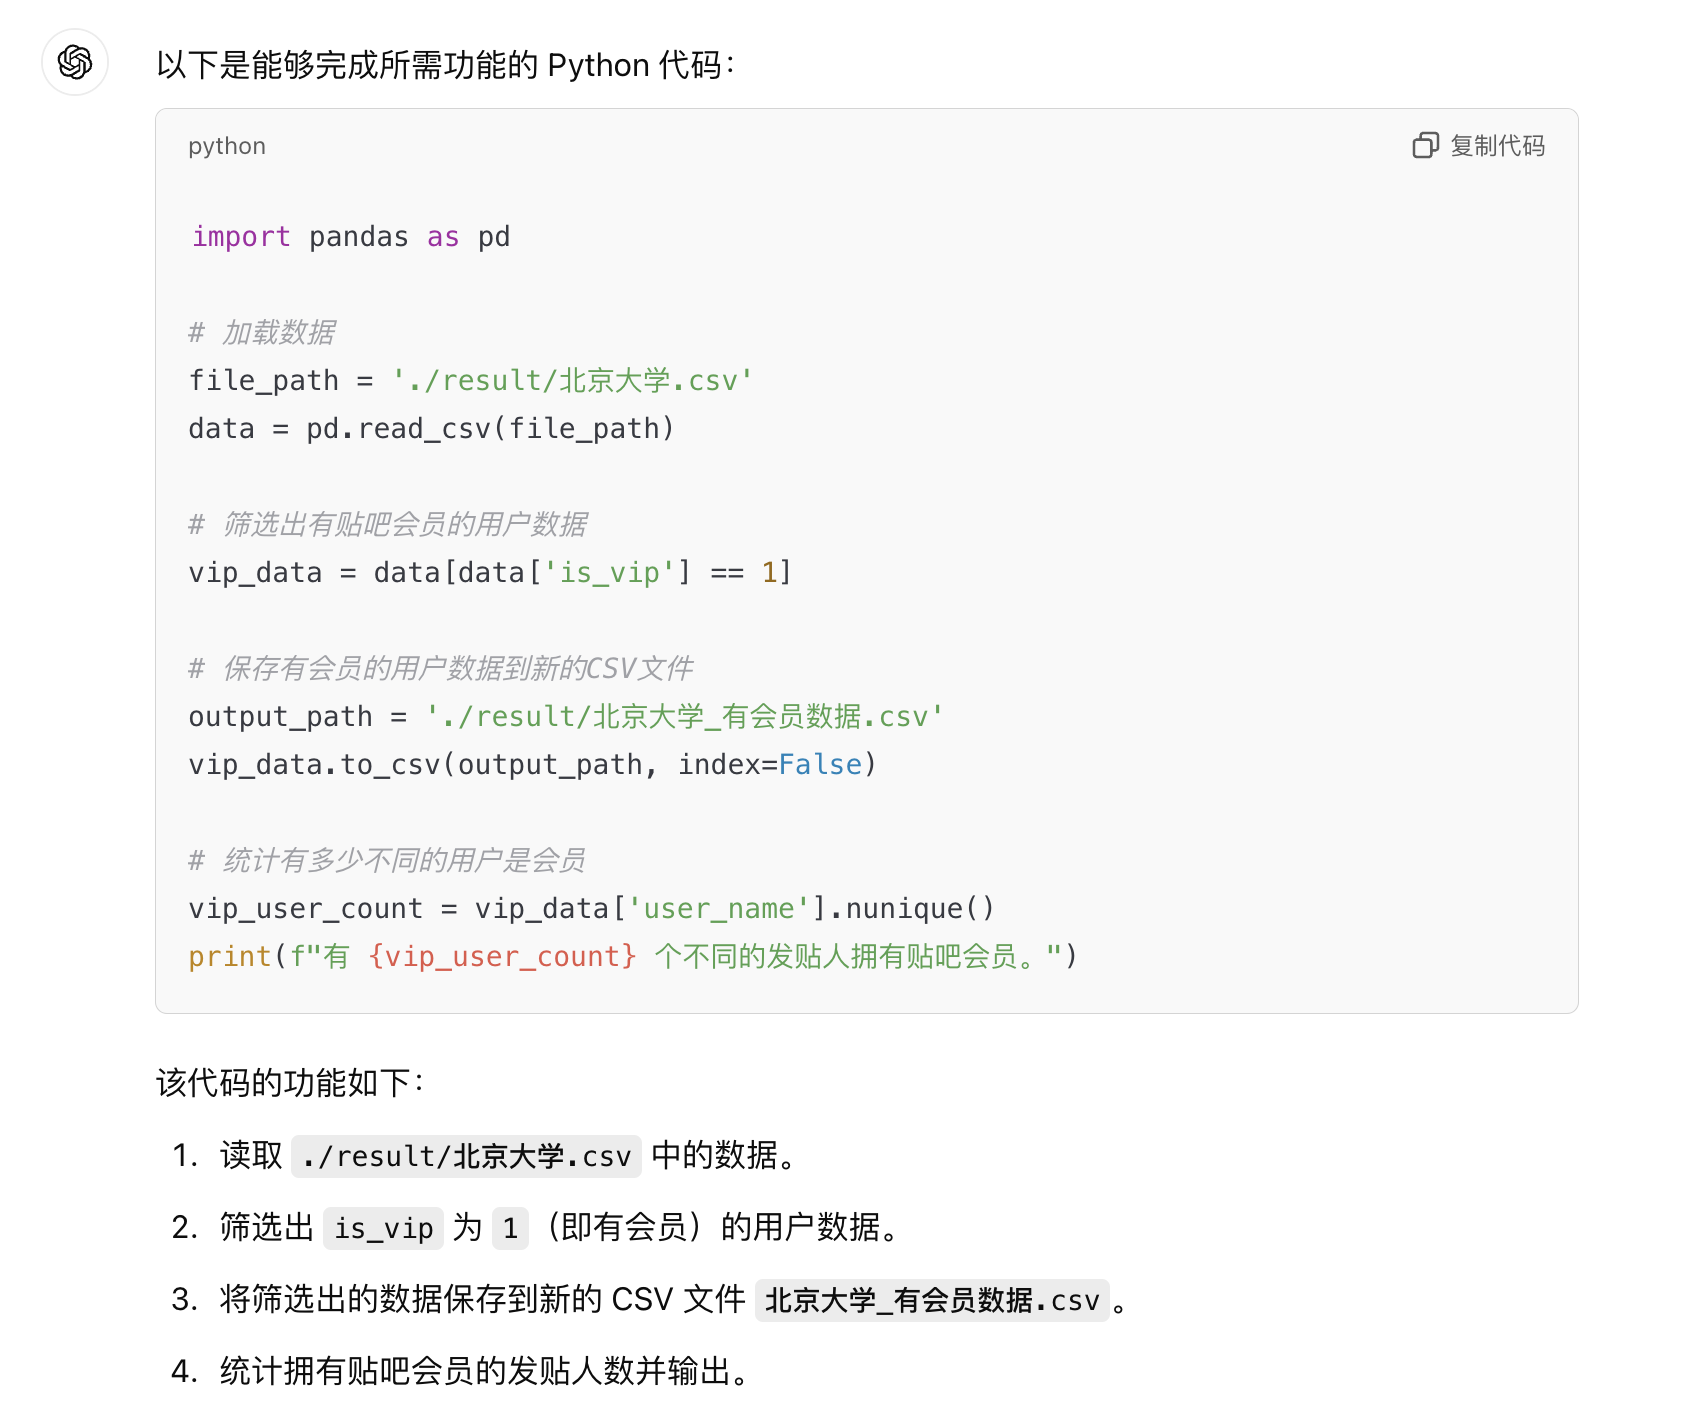 以下是能够完成所需功能的 Python 代码：
python
复制代码
import pandas as pd
# 加载数据
file_path = './result/北京大学.csv'
data = pd.read_csv(file_path)
# 筛选出有贴吧会员的用户数据
vip_data = data[data['is_vip'] == 1]
# 保存有会员的用户数据到新的CSV文件
output_path = './result/北京大学_有会员数据.csv'
vip_data.to_csv(output_path, index=False)
# 统计有多少不同的用户是会员
vip_user_count = vip_data['user_name'].nunique()
print(f"有 {vip_user_count} 个不同的发贴人拥有贴吧会员。")
该代码的功能如下：
1. 读取 ./result/北京大学.csv 中的数据。
2. 筛选出 is_vip 为 1（即有会员）的用户数据。
3. 将筛选出的数据保存到新的 CSV 文件 北京大学_有会员数据.csv 。
4. 统计拥有贴吧会员的发贴人数并输出。